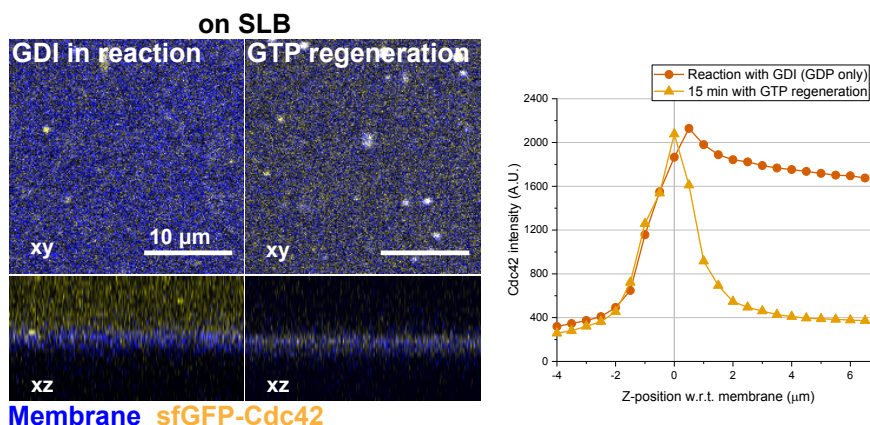 on SLB
GDI in reaction GTP regeneration
xy
10 µm
xy
xz
xz
Membrane sfGFP-Cdc42
Reaction with GDI (GDP only)
15 min with GTP regeneration
Cdc42 intensity (A.U.)
2400
2000
1600
1200
800
400
0
-4 -2 0 2 4 6
Z-position w.r.t. membrane (µm)